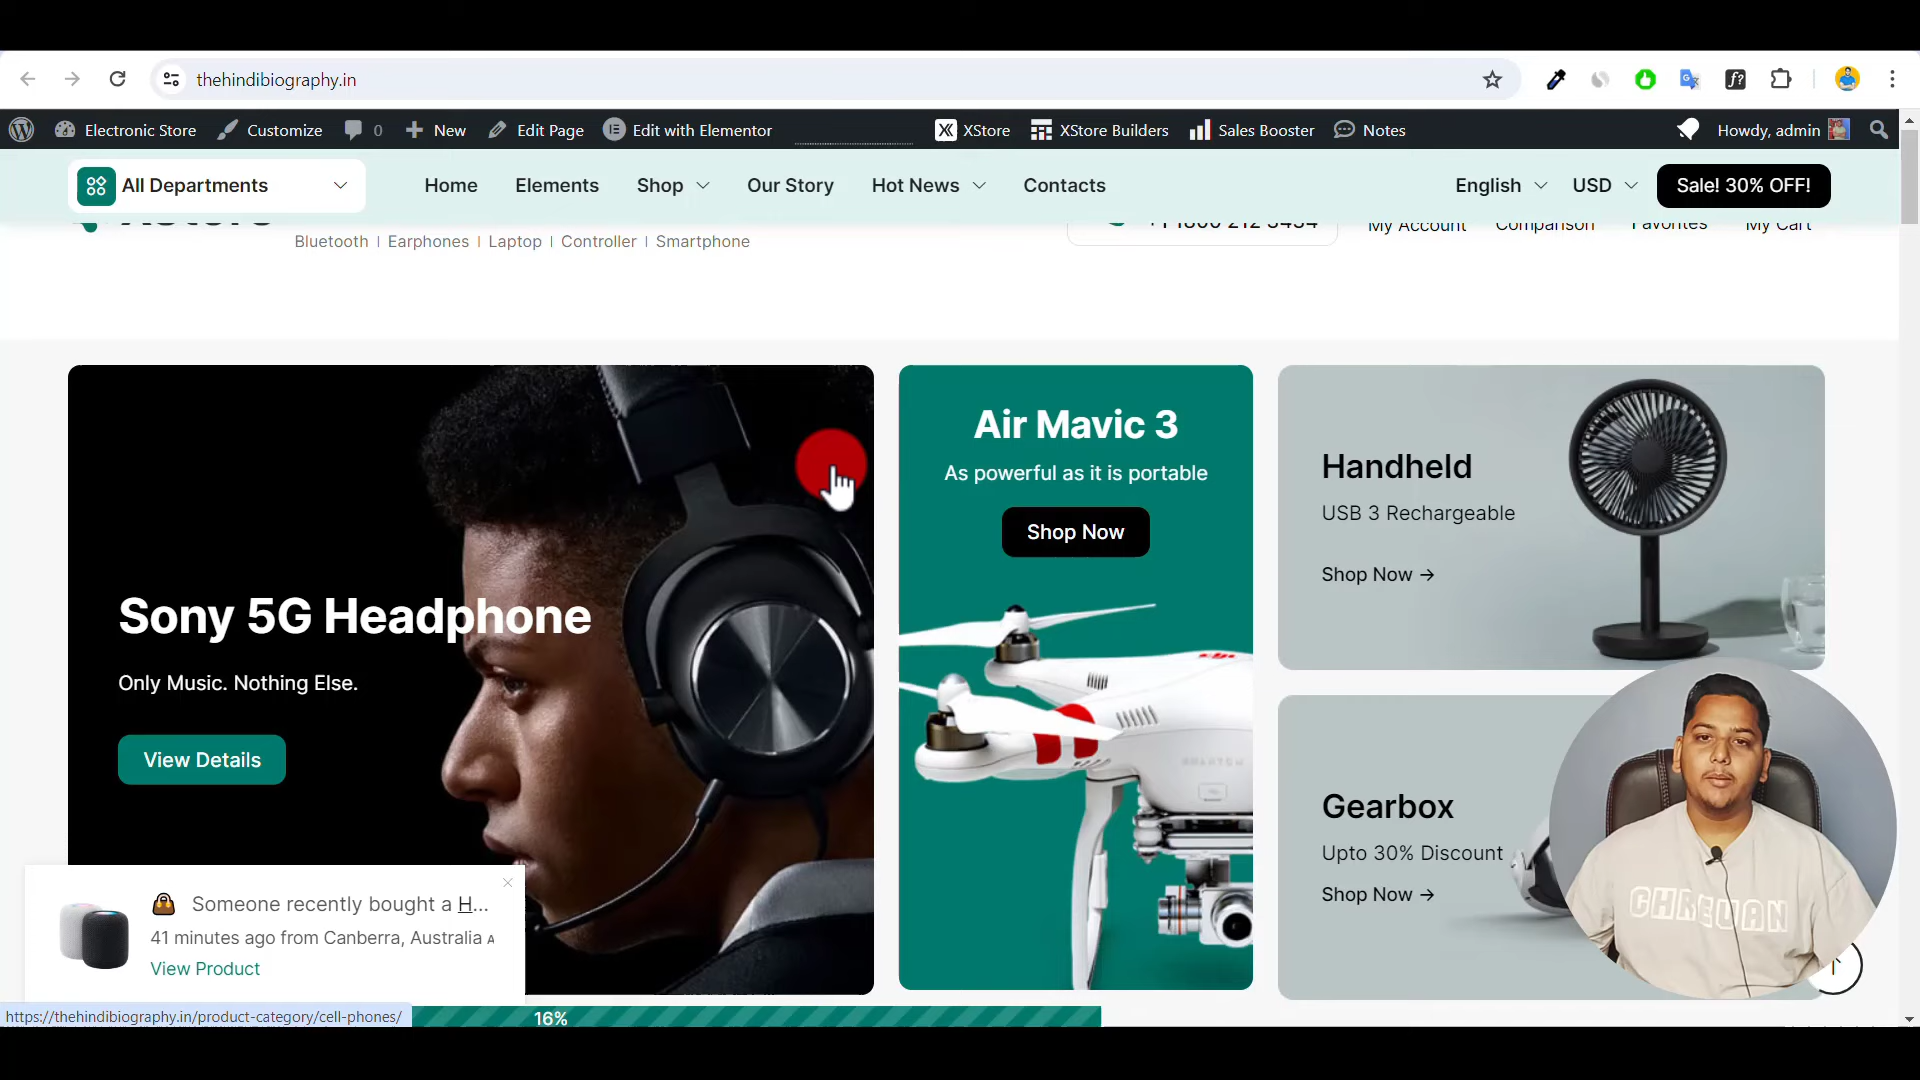 thehindibiography.in
Electronic Store Customize 0 New Edit Page Edit with Elementor XStore XStore Builders Sales Booster Notes Howdy, admin
All Departments Home Elements Shop Our Story Hot News Contacts English USD Sale! 30% OFF!
XStore +1 1800 212 3454 My Account Comparison Favorites My Cart
Bluetooth | Earphones | Laptop | Controller | Smartphone
Sony 5G Headphone
Only Music. Nothing Else.
View Details
Air Mavic 3
As powerful as it is portable
Shop Now
PHANTOM
Handheld
USB 3 Rechargeable
Shop Now →
Gearbox
Upto 30% Discount
Shop Now →
Someone recently bought a H...
41 minutes ago from Canberra, Australia
View Product
https://thehindibiography.in/product-category/cell-phones/
16%